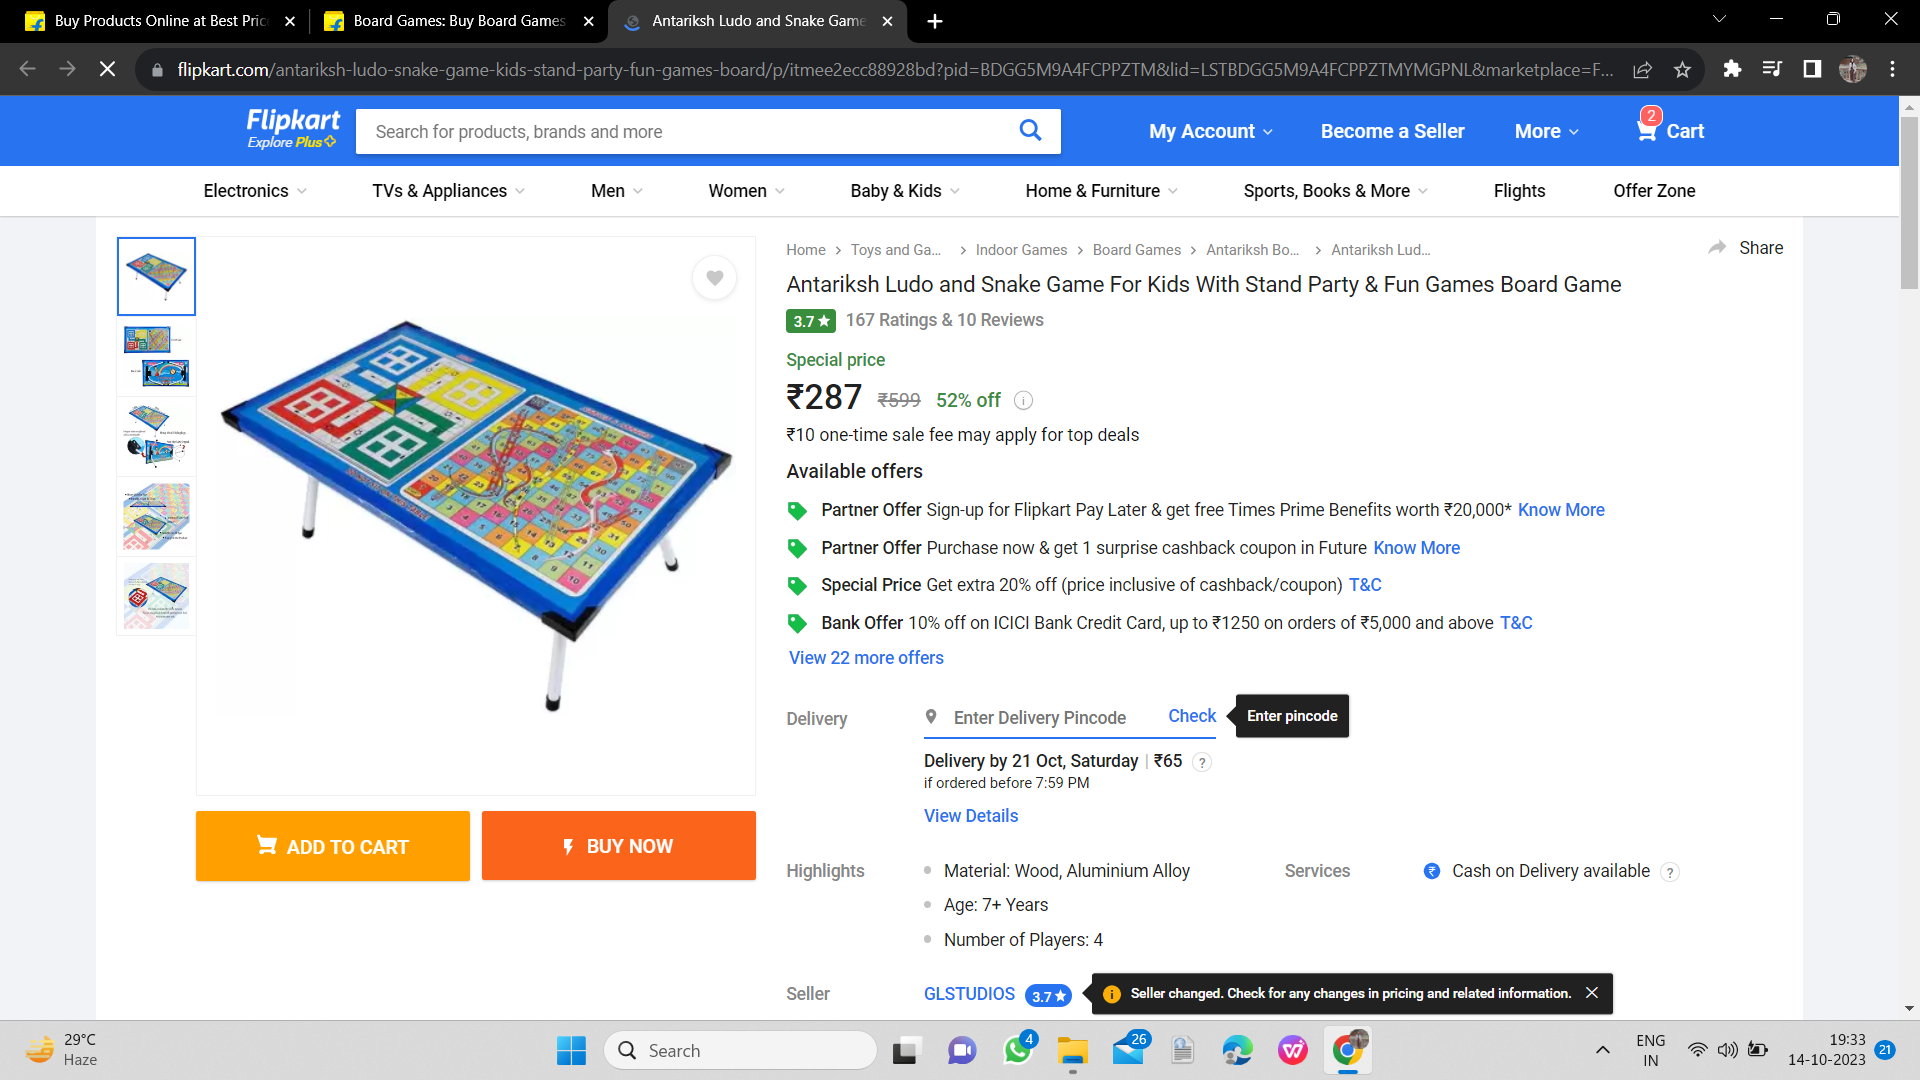 Buy Products Online at Best Pric
Board Games: Buy Board Games
Antariksh Ludo and Snake Game
flipkart.com/antariksh-ludo-snake-game-kids-stand-party-fun-games-board/p/itmee2ecc88928bd?pid=BDGG5M9A4FCPPZTM&lid=LSTBDGG5M9A4FCPPZTMYMGPNL&marketplace=F...
Flipkart
Explore Plus
Search for products, brands and more
My Account
Become a Seller
More
2
Cart
Electronics
TVs & Appliances
Men
Women
Baby & Kids
Home & Furniture
Sports, Books & More
Flights
Offer Zone
Home > Toys and Ga... > Indoor Games > Board Games > Antariksh Bo... > Antariksh Lud...
Share
Antariksh Ludo and Snake Game For Kids With Stand Party & Fun Games Board Game
3.7★ 167 Ratings & 10 Reviews
Special price
₹287 ₹599 52% off i
₹10 one-time sale fee may apply for top deals
Available offers
Partner Offer Sign-up for Flipkart Pay Later & get free Times Prime Benefits worth ₹20,000* Know More
Partner Offer Purchase now & get 1 surprise cashback coupon in Future Know More
Special Price Get extra 20% off (price inclusive of cashback/coupon) T&C
Bank Offer 10% off on ICICI Bank Credit Card, up to ₹1250 on orders of ₹5,000 and above T&C
View 22 more offers
Delivery
Enter Delivery Pincode
Check
Enter pincode
Delivery by 21 Oct, Saturday | ₹65 ?
if ordered before 7:59 PM
View Details
ADD TO CART
BUY NOW
Highlights
Material: Wood, Aluminium Alloy
Age: 7+ Years
Number of Players: 4
Services
₹ Cash on Delivery available ?
Seller
GLSTUDIOS 3.7★
Seller changed. Check for any changes in pricing and related information.
29°C
Haze
Search
4
26
ENG
IN
19:33
14-10-2023
21